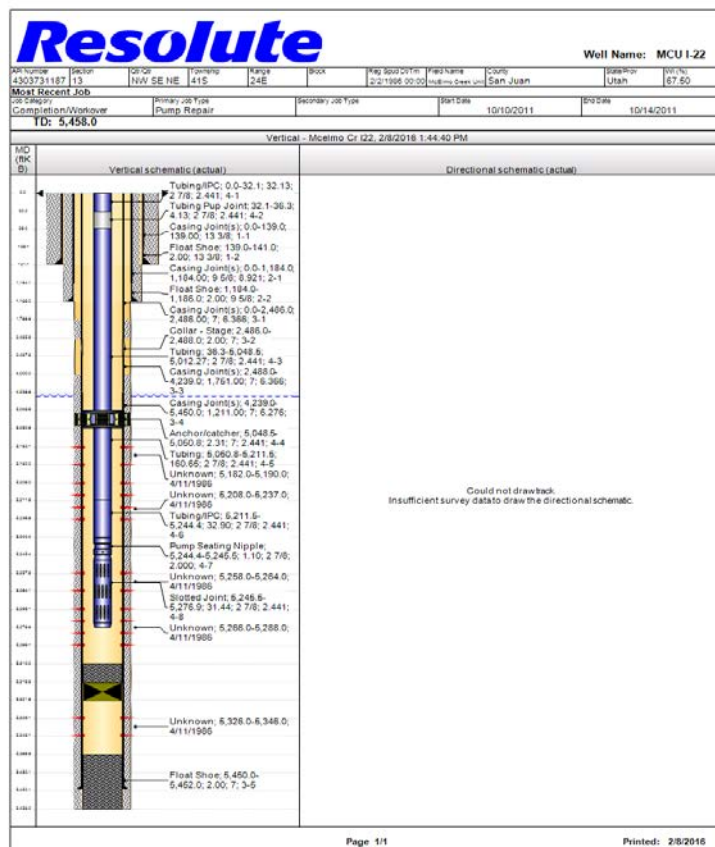 Resolute
Well Name: MCU I-22
API Number
Section
Qtr/Qtr
Township
Range
Block
Reg Spud Dt/Tm
Field Name
County
State/Prov
WI (%)
4303731187
13
NW SE NE
41S
24E
2/2/1986 00:00
McElmo Creek Unit
San Juan
Utah
67.50
Most Recent Job
Job Category
Primary Job Type
Secondary Job Type
Start Date
End Date
Completion/Workover
Pump Repair
10/10/2011
10/14/2011
TD: 5,458.0
Vertical - Mcelmo Cr I22, 2/8/2016 1:44:40 PM
MD
(ftK
B)
Vertical schematic (actual)
Directional schematic (actual)
Tubing/IPC; 0.0-32.1; 32.13;
2 7/8; 2.441; 4-1
Tubing Pup Joint; 32.1-36.3;
4.13; 2 7/8; 2.441; 4-2
Casing Joint(s); 0.0-139.0;
139.00; 13 3/8; 1-1
Float Shoe; 139.0-141.0;
2.00; 13 3/8; 1-2
Casing Joint(s); 0.0-1,184.0;
1,184.00; 9 5/8; 8.921; 2-1
Float Shoe; 1,184.0-
1,186.0; 2.00; 9 5/8; 2-2
Casing Joint(s); 0.0-2,486.0;
2,486.00; 7; 6.366; 3-1
Collar - Stage; 2,486.0-
2,488.0; 2.00; 7; 3-2
Tubing; 36.3-5,048.5;
5,012.27; 2 7/8; 2.441; 4-3
Casing Joint(s); 2,488.0-
4,239.0; 1,751.00; 7; 6.366;
3-3
Casing Joint(s); 4,239.0-
5,450.0; 1,211.00; 7; 6.276;
3-4
Anchor/catcher; 5,048.5-
5,050.8; 2.31; 7; 2.441; 4-4
Tubing; 5,050.8-5,211.5;
160.65; 2 7/8; 2.441; 4-5
Unknown; 5,182.0-5,190.0;
4/11/1986
Unknown; 5,208.0-5,237.0;
4/11/1986
Tubing/IPC; 5,211.5-
5,244.4; 32.90; 2 7/8; 2.441;
4-6
Pump Seating Nipple;
5,244.4-5,245.5; 1.10; 2 7/8;
2.000; 4-7
Unknown; 5,258.0-5,264.0;
4/11/1986
Slotted Joint; 5,245.5-
5,276.9; 31.44; 2 7/8; 2.441;
4-8
Unknown; 5,266.0-5,288.0;
4/11/1986
Unknown; 5,326.0-5,346.0;
4/11/1986
Float Shoe; 5,450.0-
5,452.0; 2.00; 7; 3-5
Could not draw track.
Insufficient survey data to draw the directional schematic.
Page 1/1
Printed: 2/8/2016